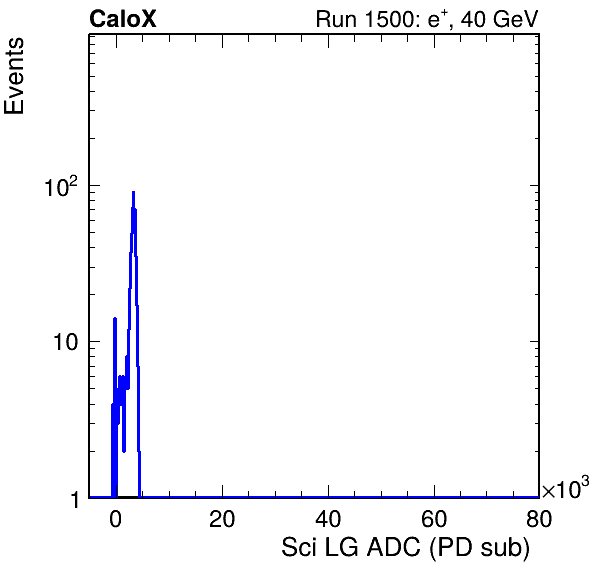 CaloX Run 1500: e⁺, 40 GeV
Events
10²
10
1
0 20 40 60 80
×10³
Sci LG ADC (PD sub)